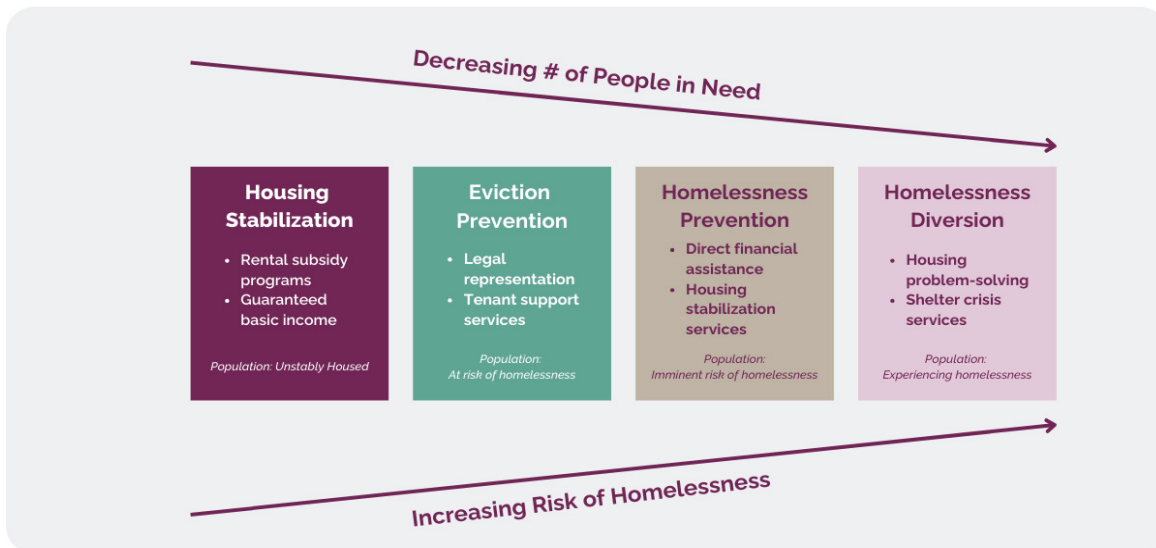 Decreasing # of People in Need
Housing
Stabilization
• Rental subsidy
programs
• Guaranteed
basic income
Population: Unstably Housed
Eviction
Prevention
• Legal
representation
• Tenant support
services
Population:
At risk of homelessness
Homelessness
Prevention
• Direct financial
assistance
• Housing
stabilization
services
Population:
Imminent risk of homelessness
Homelessness
Diversion
• Housing
problem-solving
• Shelter crisis
services
Population:
Experiencing homelessness
Increasing Risk of Homelessness